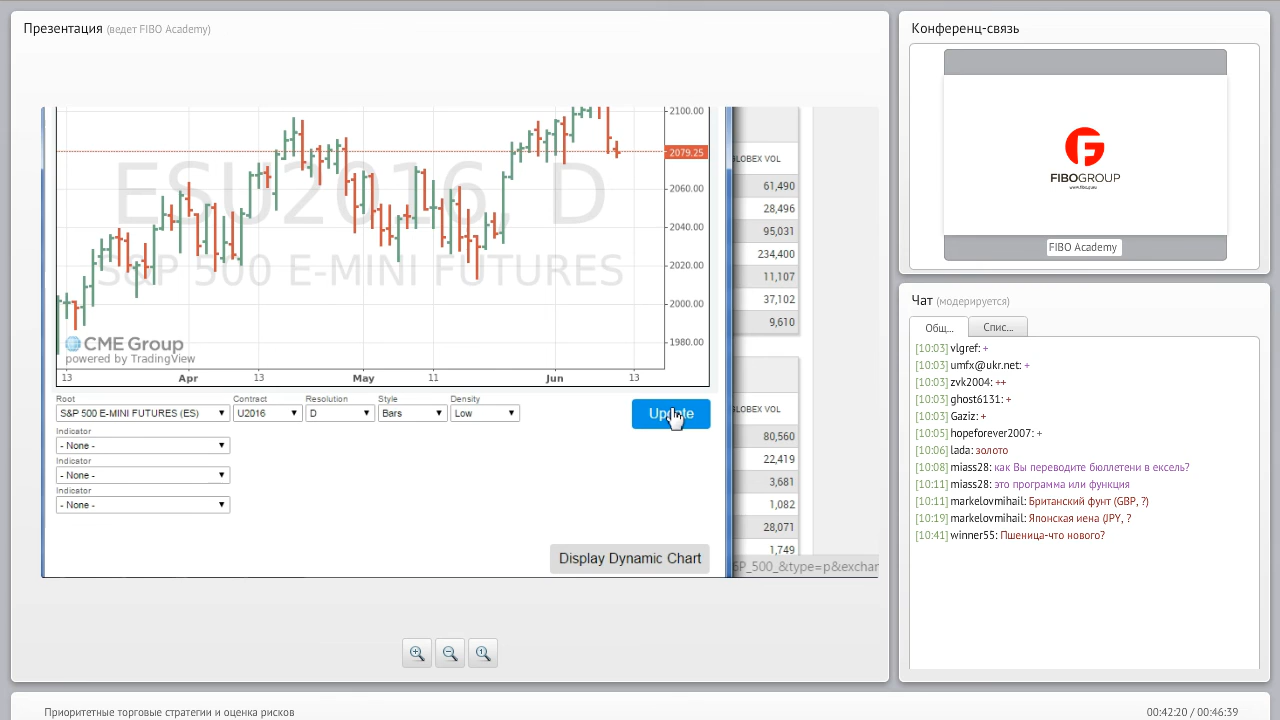 Презентация (ведет FIBO Academy)
2100.00
2079.25
2060.00
2040.00
2020.00
2000.00
1980.00
ESU2016, D
S&P 500 E-MINI FUTURES
CME Group
powered by TradingView
13 Apr 13 May 11 Jun 13
Root Contract Resolution Style Density
S&P 500 E-MINI FUTURES (ES) U2016 D Bars Low
Update
Indicator
- None -
Indicator
- None -
Indicator
- None -
Display Dynamic Chart
GLOBEX VOL
61,490
28,496
95,031
234,400
11,107
37,102
9,610
GLOBEX VOL
80,560
22,419
3,681
1,082
28,071
1,749
P_500_&type=p&exchar
Конференц-связь
FIBOGROUP
FIBO Academy
Чат (модерируется)
Общ... Спис...
[10:03] vlgref: +
[10:03] umfx@ukr.net: +
[10:03] zvk2004: ++
[10:03] ghost6131: +
[10:03] Gaziz: +
[10:05] hopeforever2007: +
[10:06] lada: золото
[10:08] miass28: как Вы переводите бюллетени в ексель?
[10:11] miass28: это программа или функция
[10:11] markelovmihail: Британский фунт (GBP, ?)
[10:19] markelovmihail: Японская иена (JPY, ?
[10:41] winner55: Пшеница-что нового?
Приоритетные торговые стратегии и оценка рисков
00:42:20 / 00:46:39